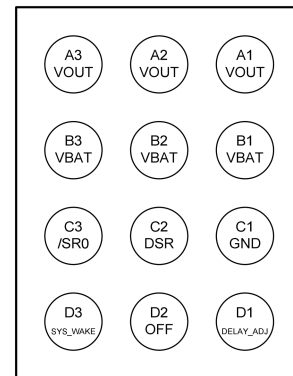 A3 A2 A1
VOUT VOUT VOUT
B3 B2 B1
VBAT VBAT VBAT
C3 C2 C1
/SR0 DSR GND
D3 D2 D1
SYS_WAKE OFF DELAY_ADJ